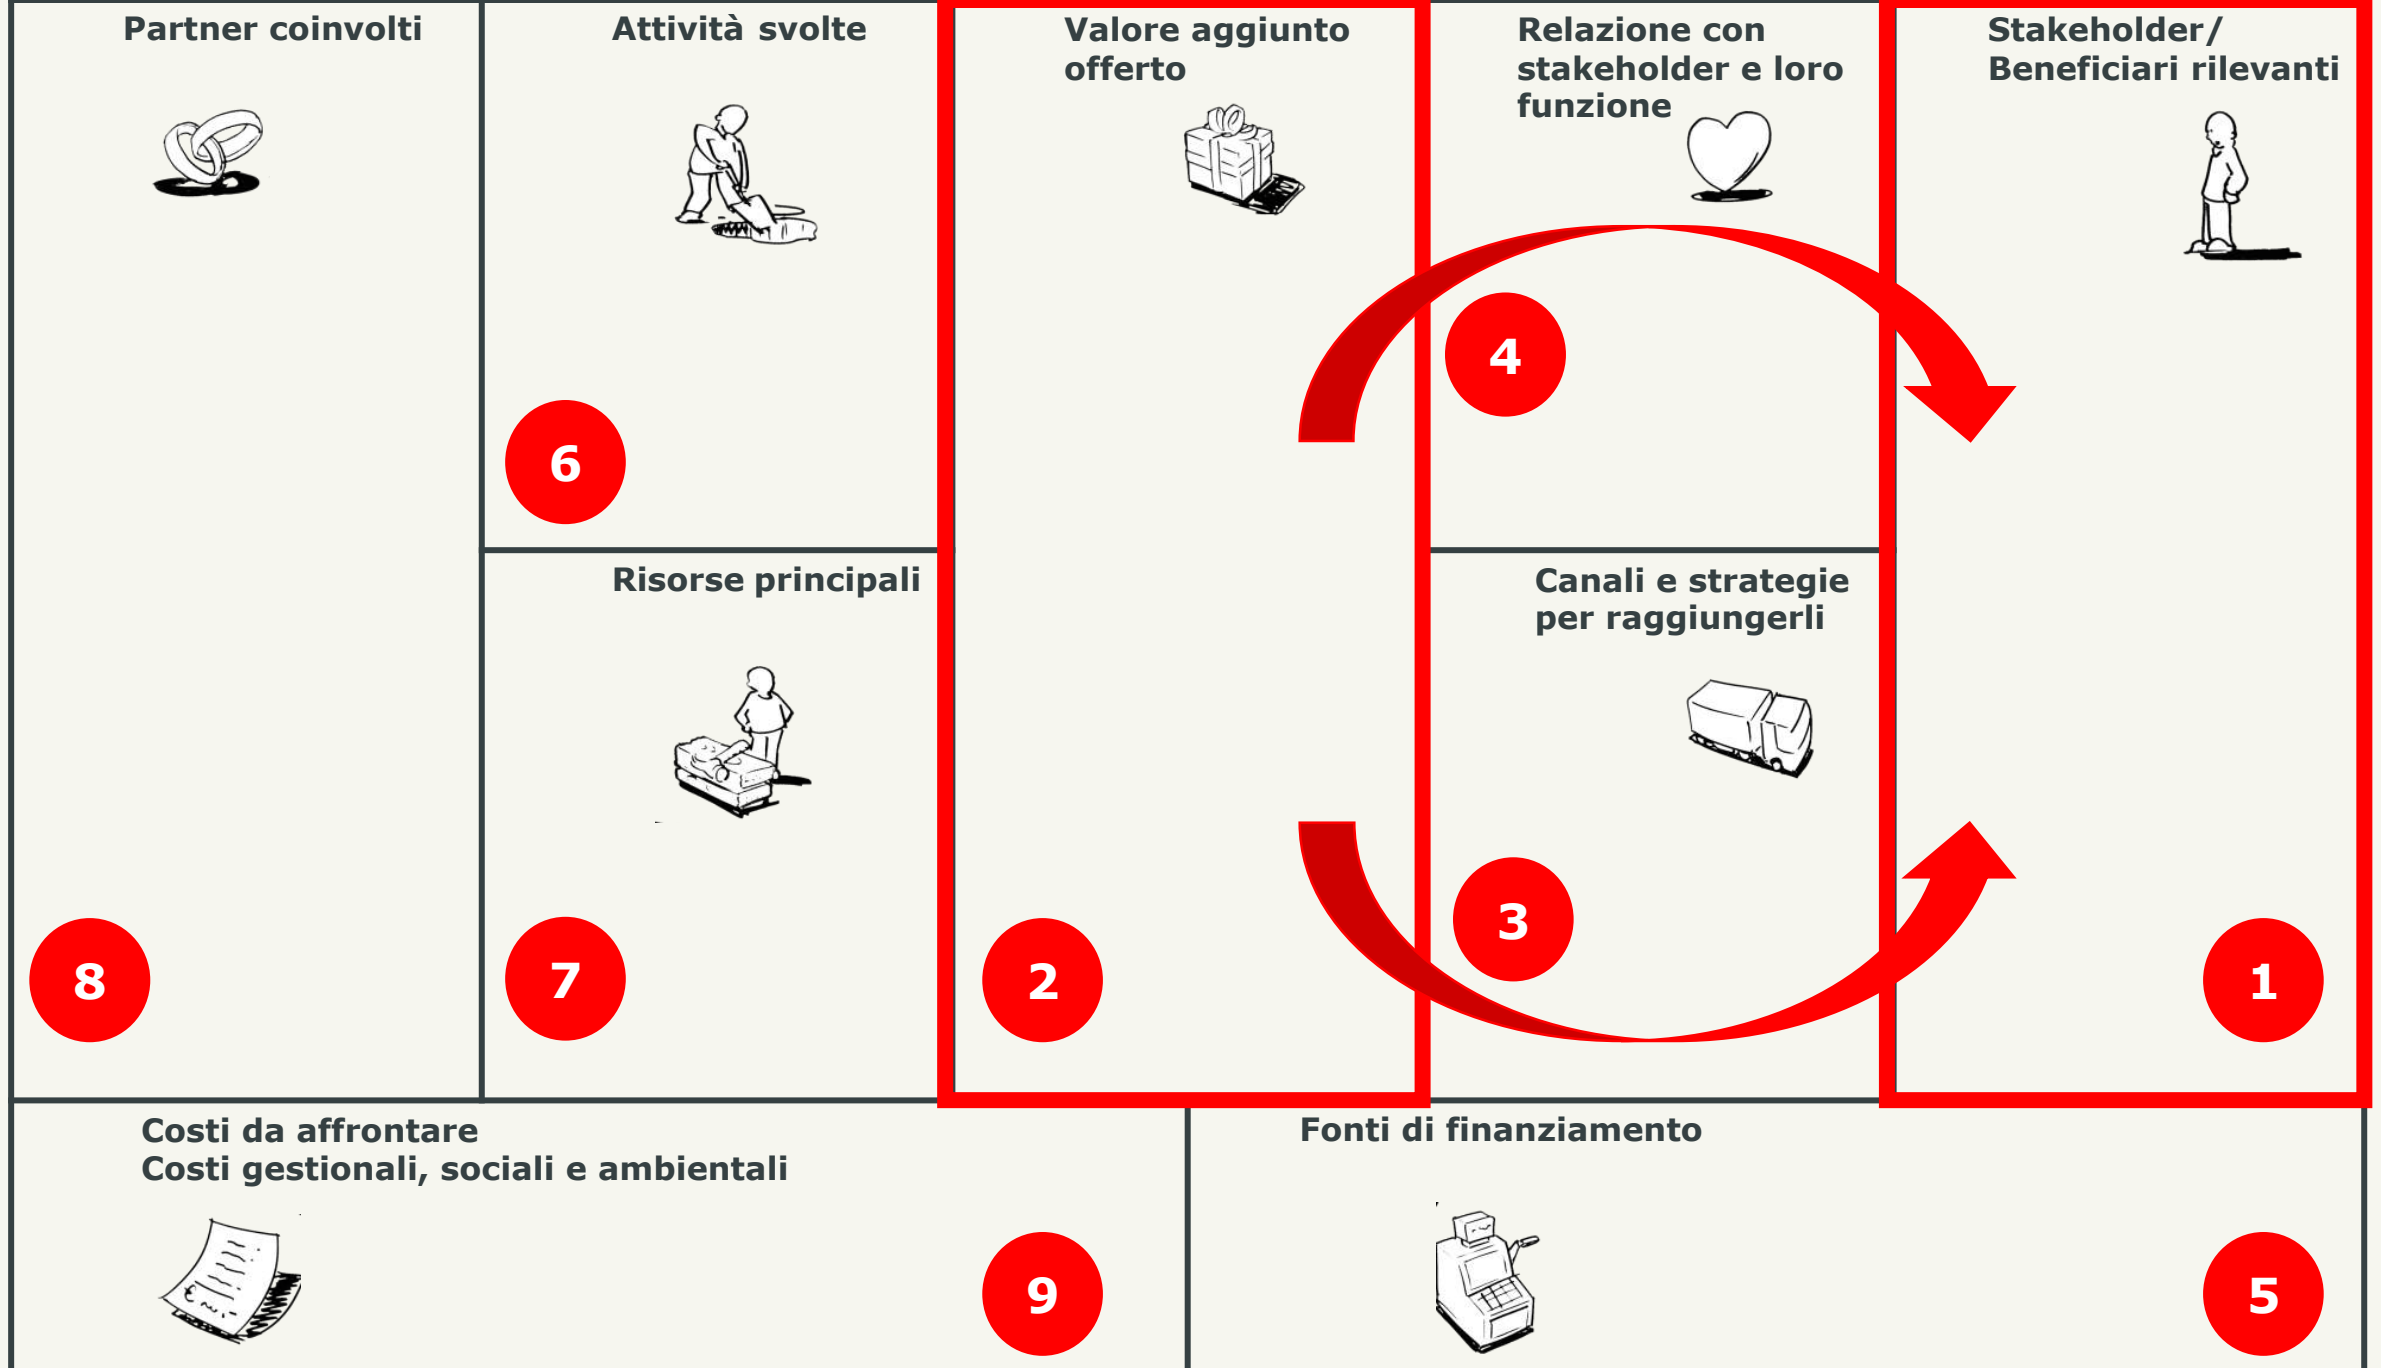 Partner coinvolti
8
Attività svolte
6
Risorse principali
7
Valore aggiunto
offerto
2
Relazione con
stakeholder e loro
funzione
4
Canali e strategie
per raggiungerli
3
Stakeholder/
Beneficiari rilevanti
1
Costi da affrontare
Costi gestionali, sociali e ambientali
9
Fonti di finanziamento
5